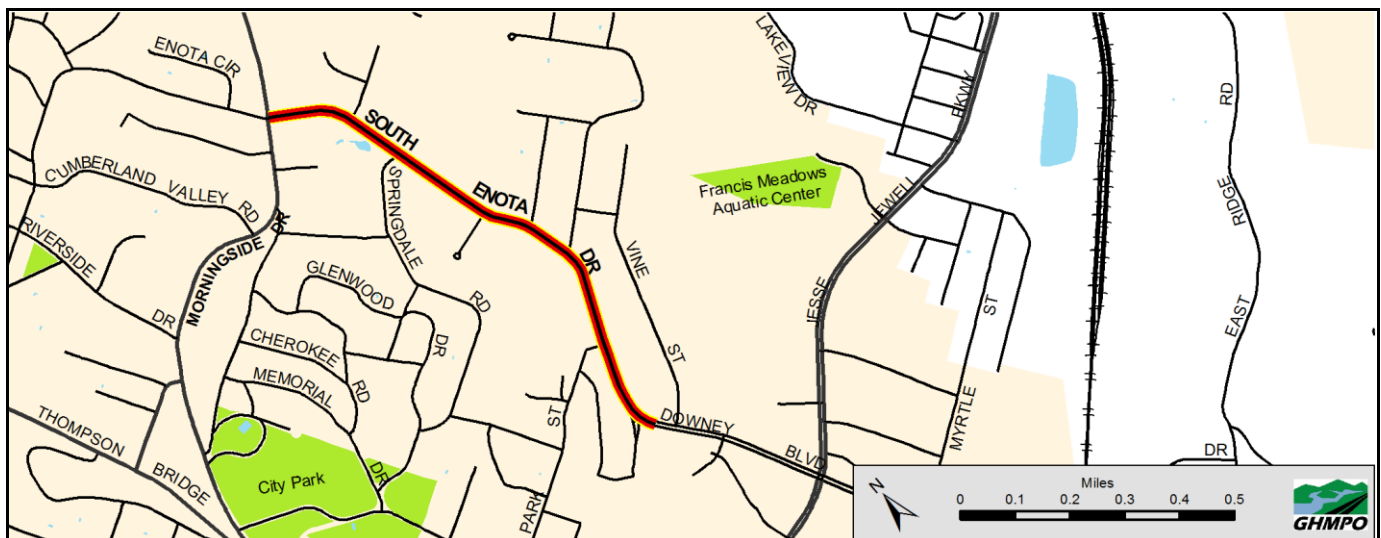 ENOTA CIR
LAKEVIEW DR
PKWY
RD
SOUTH
CUMBERLAND VALLEY RD
SPRINGDALE
ENOTA
Francis Meadows
Aquatic Center
JEWELL
RIDGE
RIVERSIDE
MORNINGSIDE DR
DR
VINE
GLENWOOD
RD
ST
JESSE
EAST
DR
CHEROKEE
DR
ST
MEMORIAL
RD
MYRTLE
THOMPSON
ST
DOWNEY
BRIDGE
DR
BLVD
DR
City Park
PARK
N
Miles
0 0.1 0.2 0.3 0.4 0.5
GHMPO